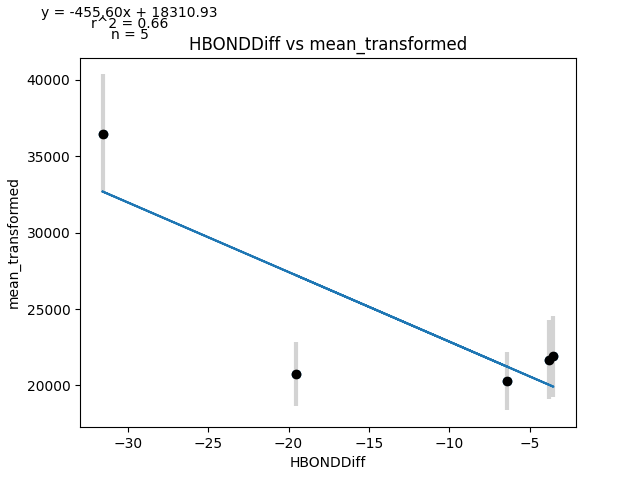 y = -455.60x + 18310.93
r^2 = 0.66
n = 5
HBONDDiff vs mean_transformed
40000
35000
30000
25000
20000
mean_transformed
−30
−25
−20
−15
−10
−5
HBONDDiff